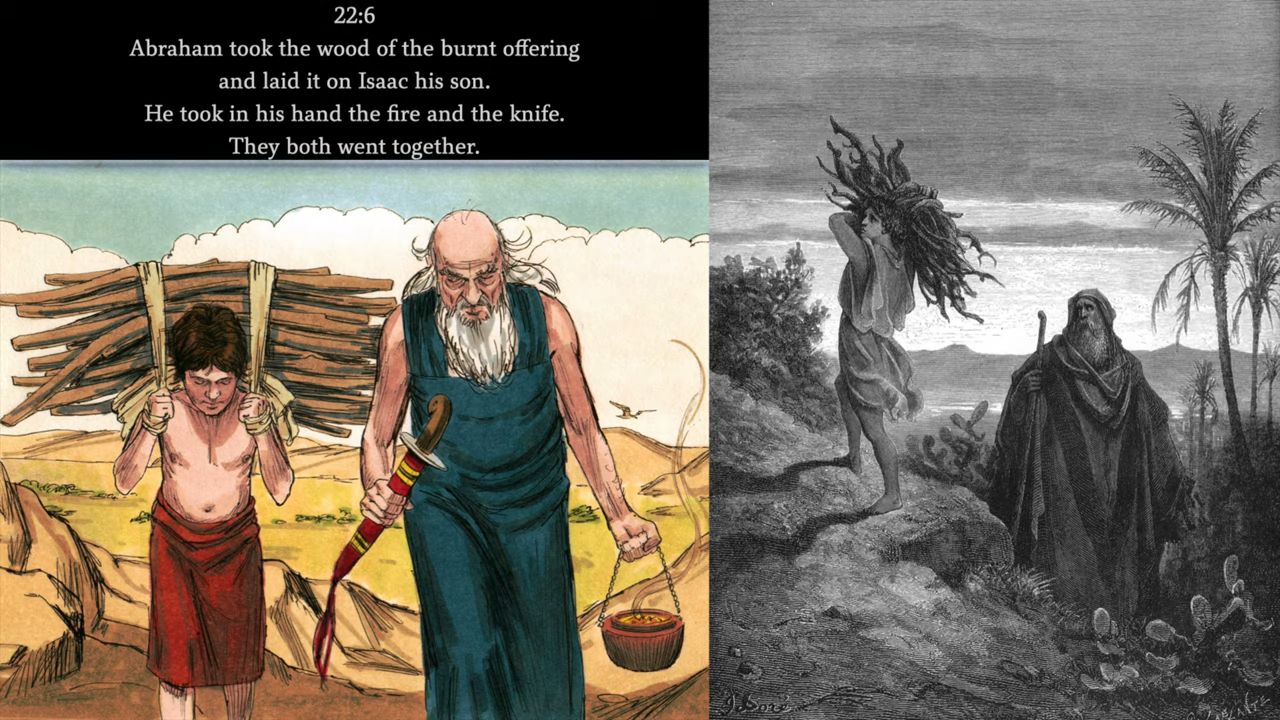 22:6
Abraham took the wood of the burnt offering
and laid it on Isaac his son.
He took in his hand the fire and the knife.
They both went together.
G. Doré